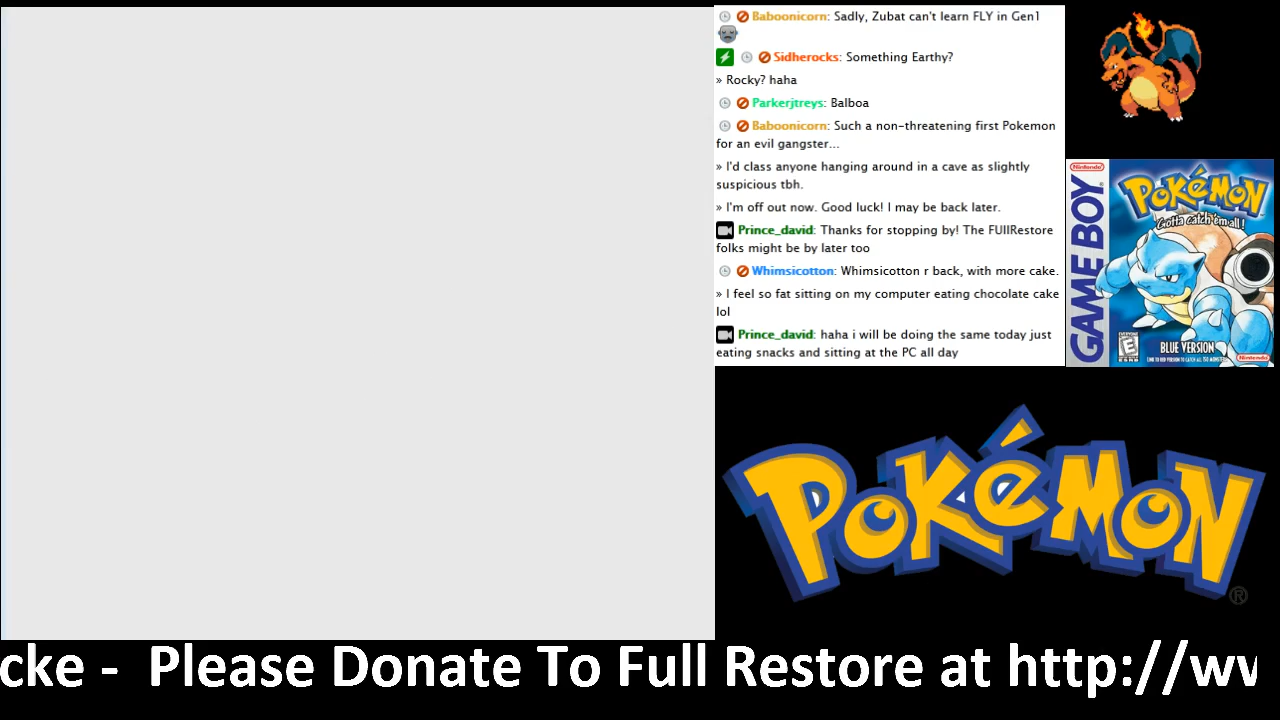 Baboonicorn: Sadly, Zubat can't learn FLY in Gen1
Sidherocks: Something Earthy?
» Rocky? haha
Parkerjtreys: Balboa
Baboonicorn: Such a non-threatening first Pokemon
for an evil gangster...
» I'd class anyone hanging around in a cave as slightly
suspicious tbh.
» I'm off out now. Good luck! I may be back later.
Prince_david: Thanks for stopping by! The FUllRestore
folks might be by later too
Whimsicotton: Whimsicotton r back, with more cake.
» I feel so fat sitting on my computer eating chocolate cake
lol
Prince_david: haha i will be doing the same today just
eating snacks and sitting at the PC all day
Nintendo
GAME BOY
POKéMON
Gotta catch 'em all!
EVERYONE
E
BLUE VERSION
Nintendo
POKéMON
®
cke - Please Donate To Full Restore at http://wv